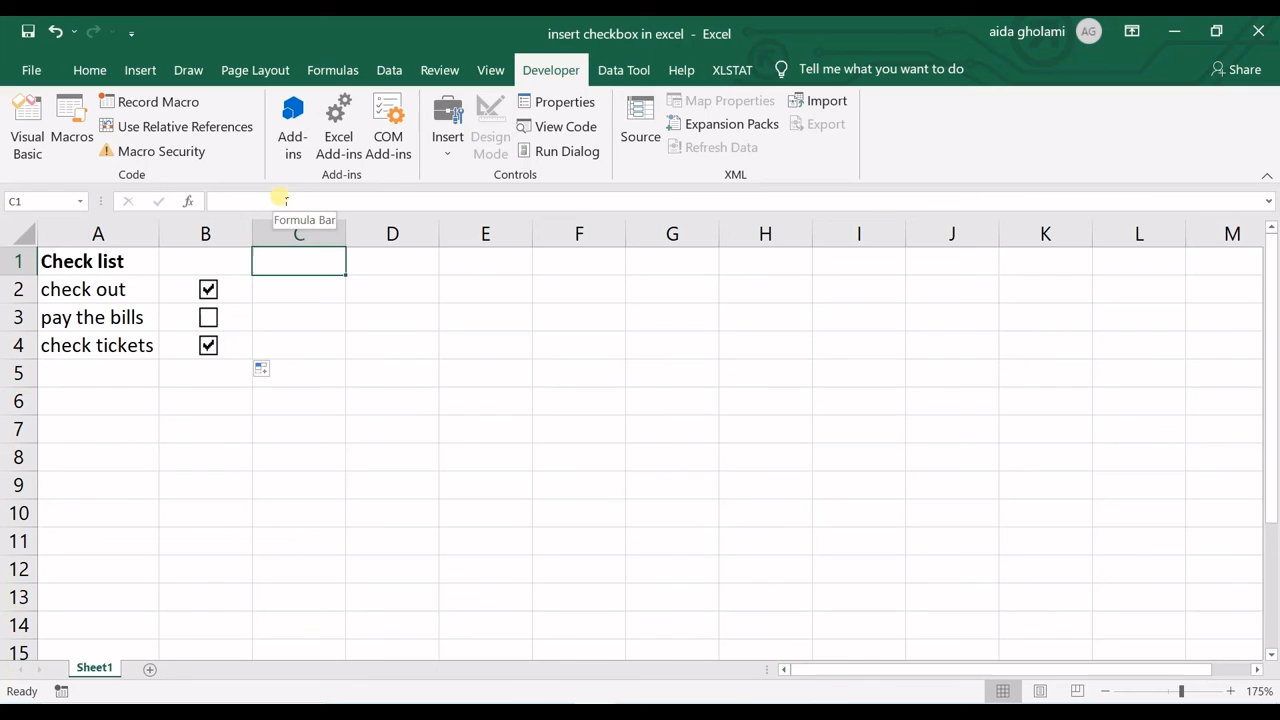 insert checkbox in excel - Excel
aida gholami AG
File Home Insert Draw Page Layout Formulas Data Review View Developer Data Tool Help XLSTAT Tell me what you want to do Share
Visual Basic
Macros
Record Macro
Use Relative References
Macro Security
Code
Add-ins
Excel Add-ins
COM Add-ins
Add-ins
Insert
Design Mode
Properties
View Code
Run Dialog
Controls
Source
Map Properties
Expansion Packs
Refresh Data
Import
Export
XML
C1 fx
Formula Bar
A B C D E F G H I J K L M
1 Check list
2 check out
3 pay the bills
4 check tickets
5
6
7
8
9
10
11
12
13
14
15
Sheet1
Ready 175%